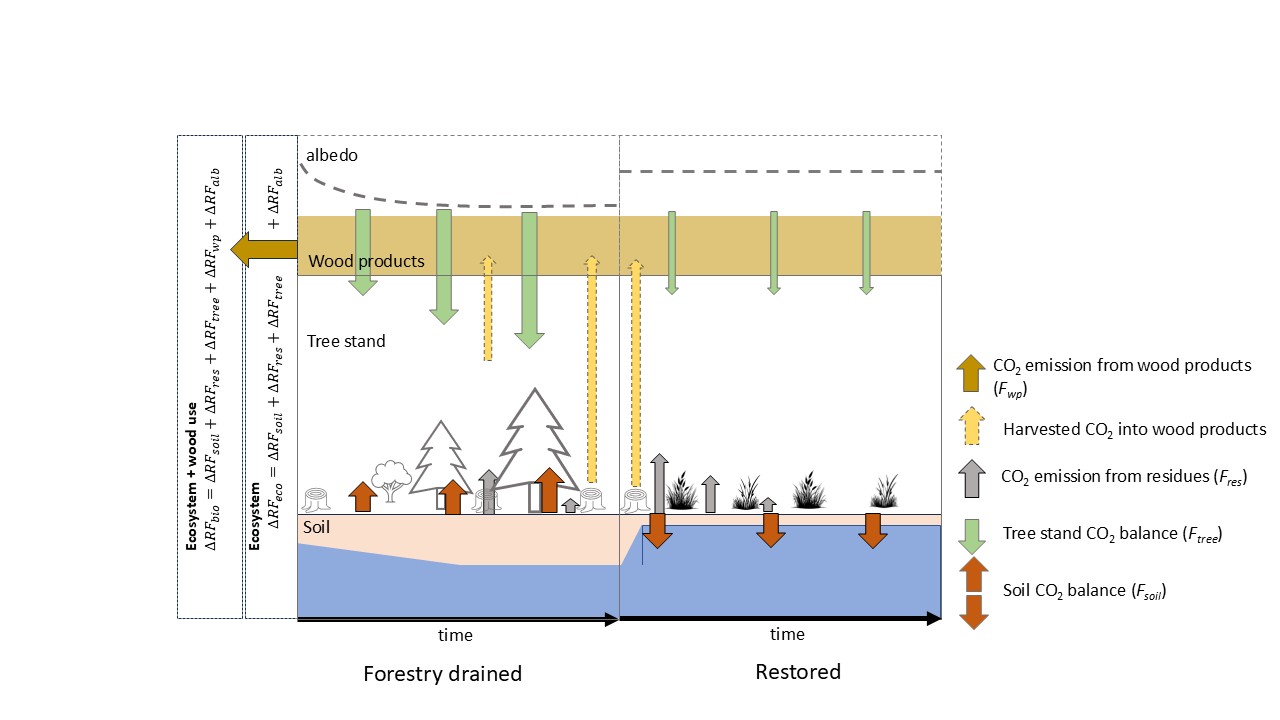 Ecosystem + wood use
ΔRF_bio = ΔRF_soil + ΔRF_res + ΔRF_tree + ΔRF_wp + ΔRF_alb
Ecosystem
ΔRF_eco = ΔRF_soil + ΔRF_res + ΔRF_tree + ΔRF_alb
albedo
Wood products
Tree stand
Soil
time
time
Forestry drained
Restored
CO₂ emission from wood products
(F_wp)
Harvested CO₂ into wood products
CO₂ emission from residues (F_res)
Tree stand CO₂ balance (F_tree)
Soil CO₂ balance (F_soil)